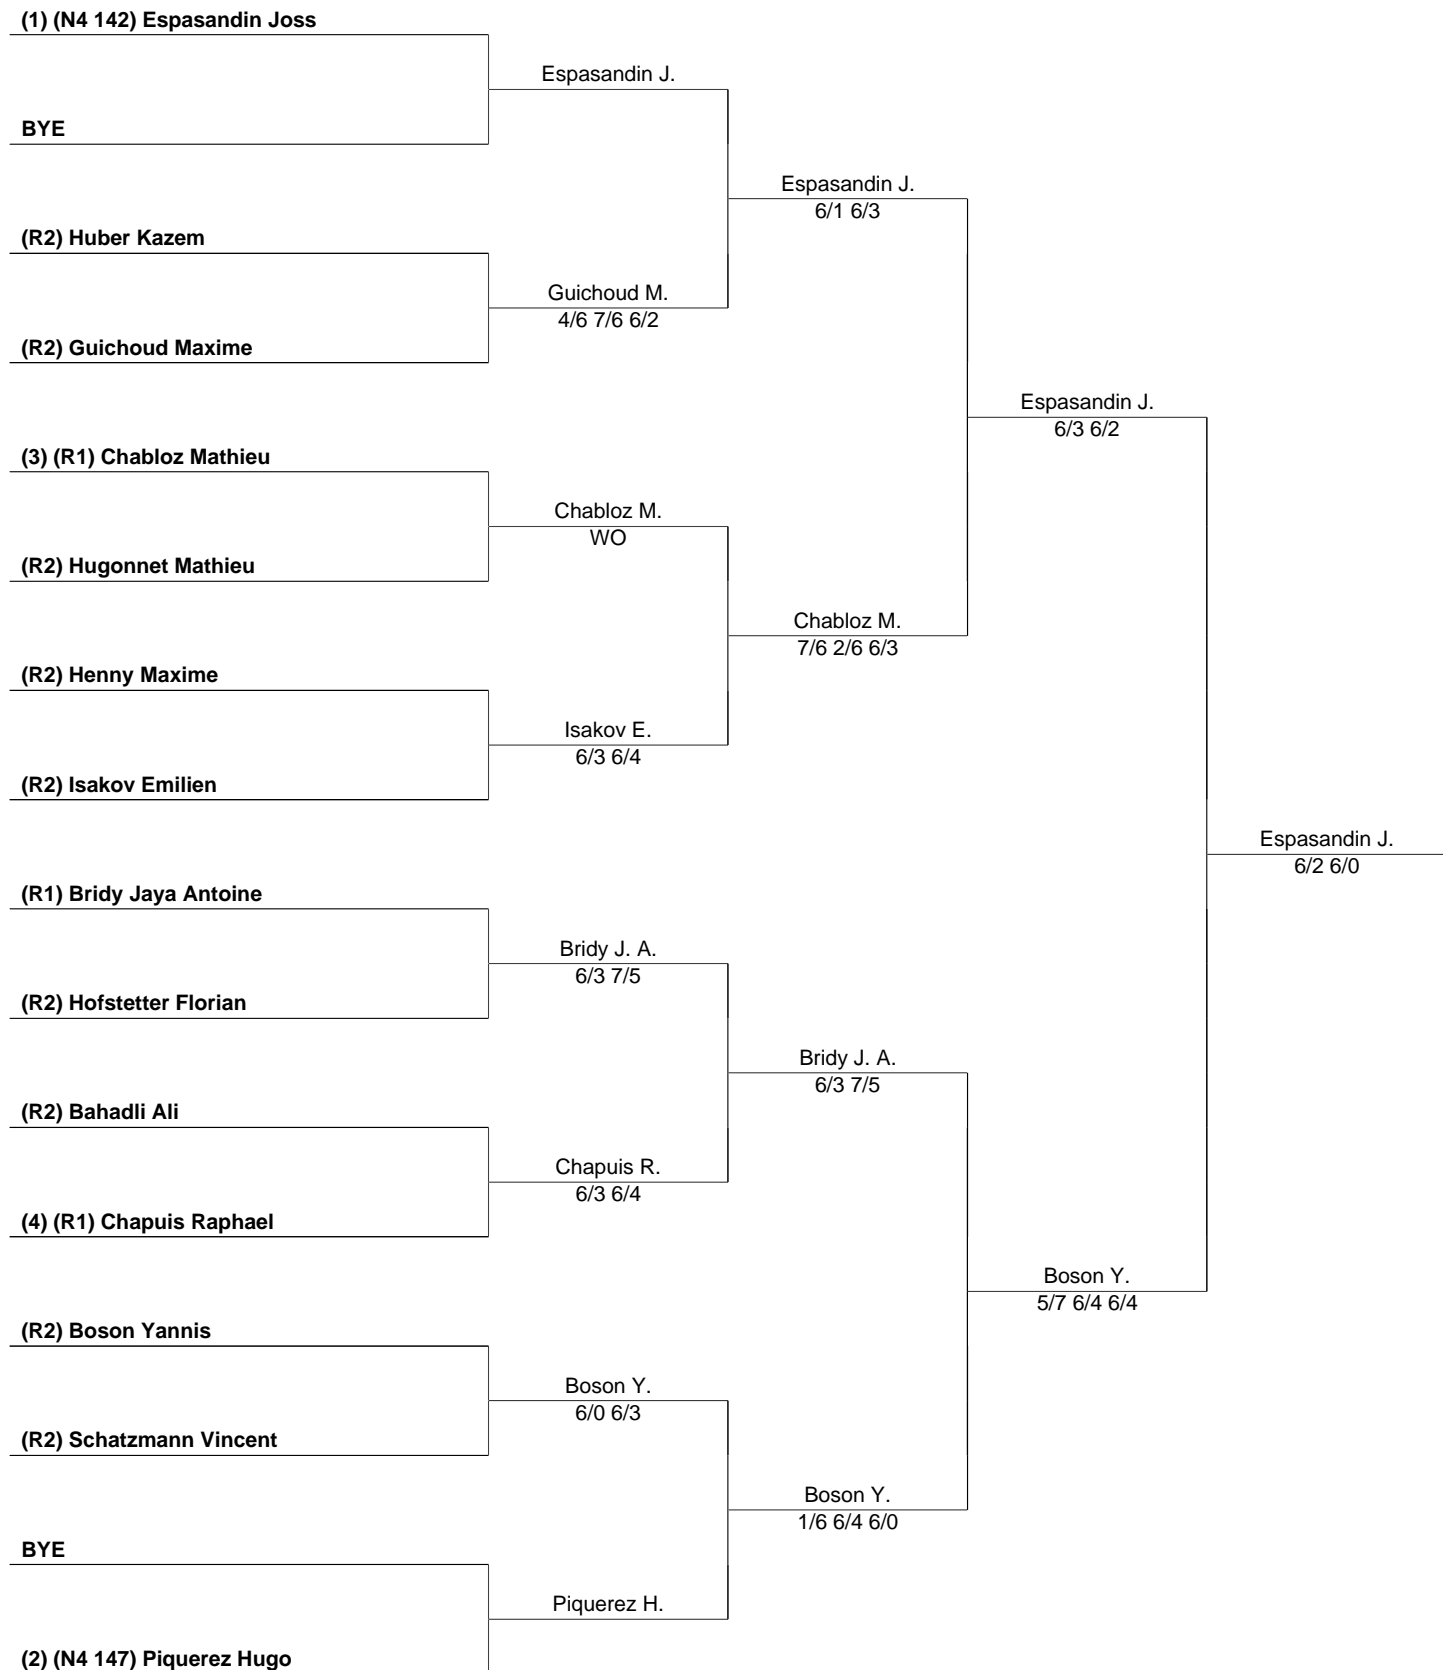 (1) (N4 142) Espasandin Joss
Espasandin J.
BYE
Espasandin J.
6/1 6/3
(R2) Huber Kazem
Guichoud M.
4/6 7/6 6/2
(R2) Guichoud Maxime
Espasandin J.
6/3 6/2
(3) (R1) Chabloz Mathieu
Chabloz M.
WO
(R2) Hugonnet Mathieu
Chabloz M.
7/6 2/6 6/3
(R2) Henny Maxime
Isakov E.
6/3 6/4
(R2) Isakov Emilien
Espasandin J.
6/2 6/0
(R1) Bridy Jaya Antoine
Bridy J. A.
6/3 7/5
(R2) Hofstetter Florian
Bridy J. A.
6/3 7/5
(R2) Bahadli Ali
Chapuis R.
6/3 6/4
(4) (R1) Chapuis Raphael
Boson Y.
5/7 6/4 6/4
(R2) Boson Yannis
Boson Y.
6/0 6/3
(R2) Schatzmann Vincent
Boson Y.
1/6 6/4 6/0
BYE
Piquerez H.
(2) (N4 147) Piquerez Hugo